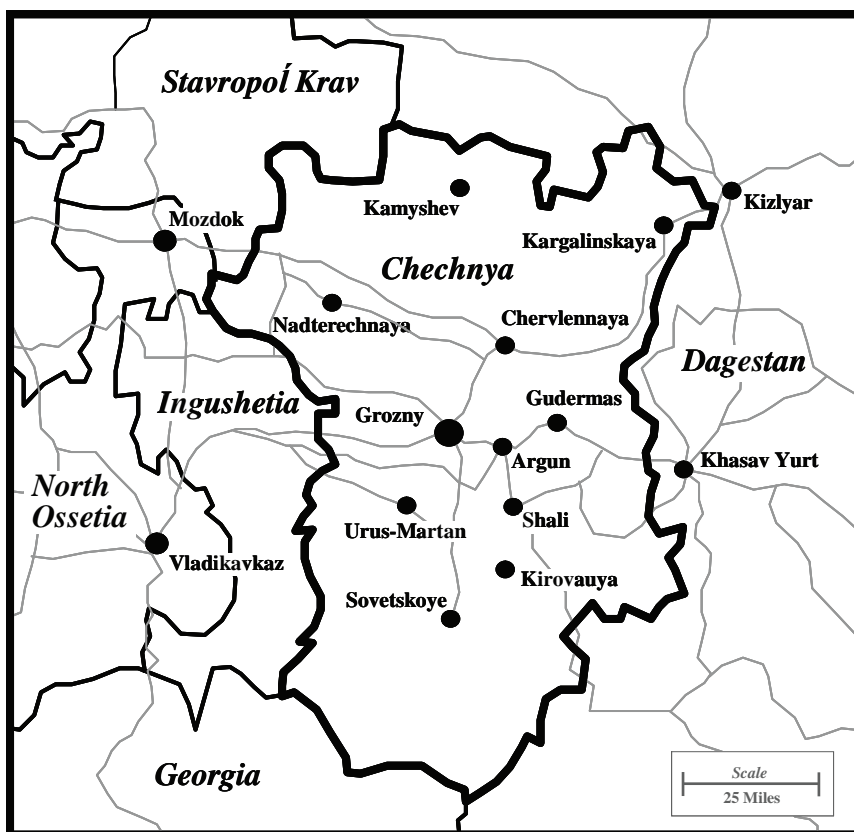 Stavropoĺ Krav
Kamyshev
Kizlyar
Mozdok
Kargalinskaya
Chechnya
Nadterechnaya
Chervlennaya
Dagestan
Ingushetia
Gudermas
Grozny
Argun
Khasav Yurt
North
Ossetia
Urus-Martan
Shali
Vladikavkaz
Kirovauya
Sovetskoye
Georgia
Scale
25 Miles